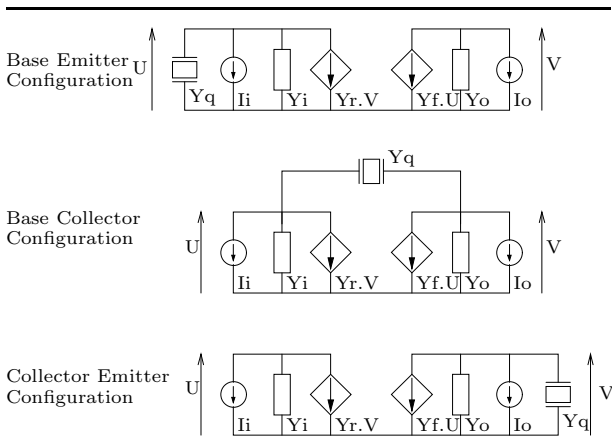 Base Emitter
Configuration
U
Yq
Ii
Yi
Yr.V
Yf.U
Yo
Io
V
Yq
Base Collector
Configuration
U
Ii
Yi
Yr.V
Yf.U
Yo
Io
V
Collector Emitter
Configuration
U
Ii
Yi
Yr.V
Yf.U
Yo
Io
Yq
V